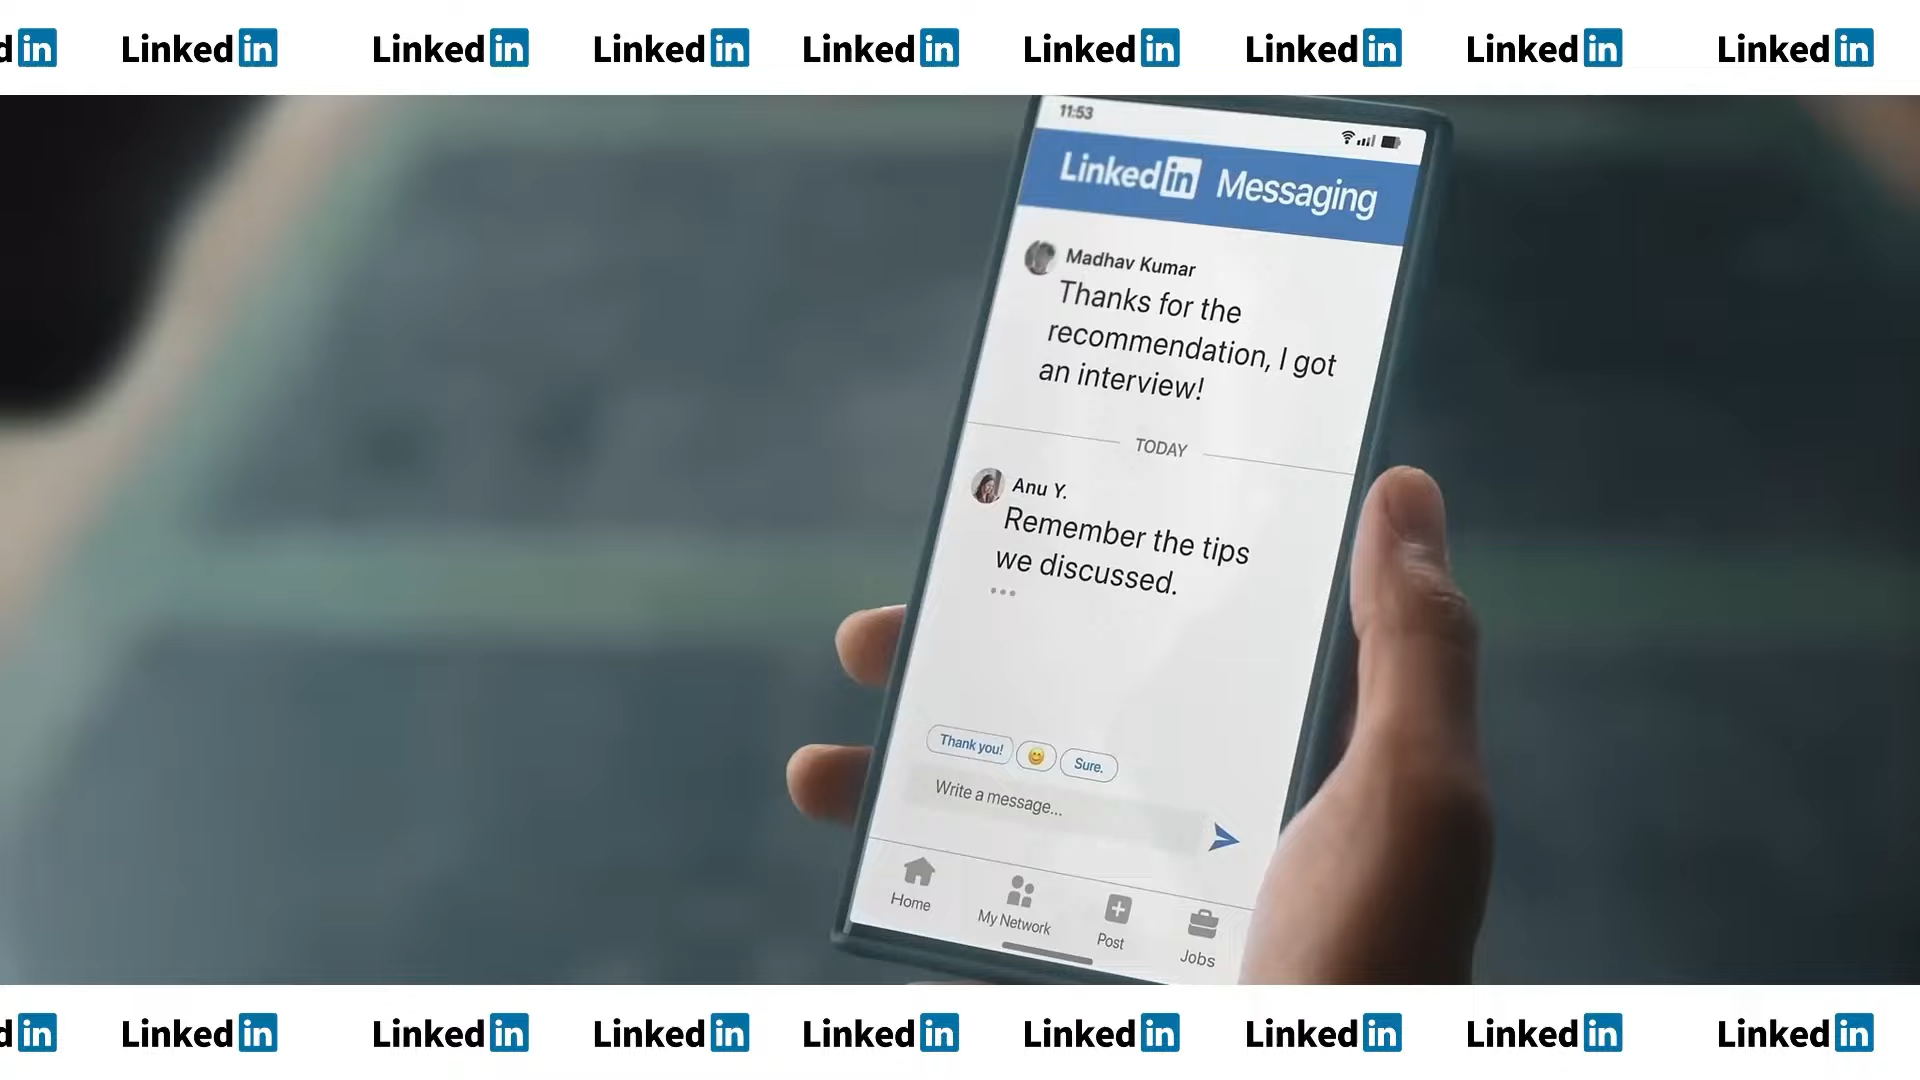 d in Linked in Linked in Linked in Linked in Linked in Linked in Linked in Linked in
11:53
Linked in Messaging
Madhav Kumar
Thanks for the
recommendation, I got
an interview!
TODAY
Anu Y.
Remember the tips
we discussed.
Thank you! 😊 Sure.
Write a message...
Home My Network Post Jobs
d in Linked in Linked in Linked in Linked in Linked in Linked in Linked in Linked in